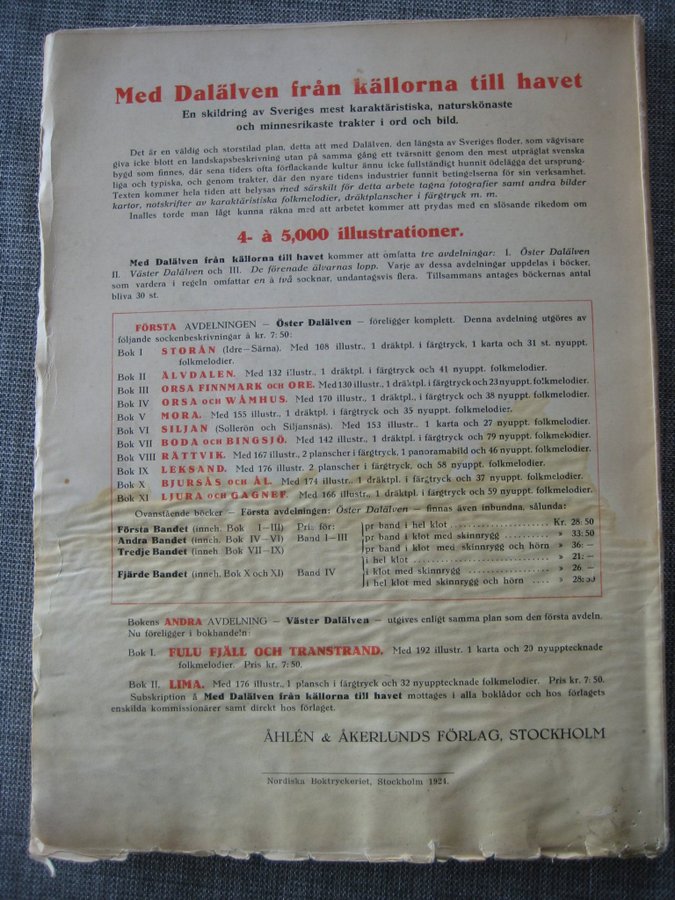 Med Dalälven från källorna till havet
En skildring av Sveriges mest karaktäristiska, naturskönaste
och minnesrikaste trakter i ord och bild.
Det är en väldig och storstilad plan, detta att med Dalälven, den längsta av Sveriges floder, som vägvisare
giva icke blott en landskapsbeskrivning utan på samma gång ett tvärsnitt genom den mest utpräglat svenska
bygd som finnes, där sena tiders ofta förflackande kultur ännu icke fullständigt hunnit ödelägga det ursprung-
liga och typiska, och genom trakter, där den nyare tidens industrier funnit betingelserna för sin verksamhet.
Texten kommer hela tiden att belysas med särskilt för detta arbete tagna fotografier samt andra bilder
kartor, notskrifter av karaktäristiska folkmelodier, dräktplanscher i färgtryck m. m.
Inalles torde man lågt kunna räkna med att arbetet kommer att prydas med en slösande rikedom om
4- à 5,000 illustrationer.
Med Dalälven från källorna till havet kommer att omfatta tre avdelningar: I. Öster Dalälven
II. Väster Dalälven och III. De förenade älvarnas lopp. Varje av dessa avdelningar uppdelas i böcker,
som vardera i regeln omfattar en à två socknar, undantagsvis flera. Tillsammans antages böckernas antal
bliva 30 st.
FÖRSTA AVDELNINGEN — Öster Dalälven — föreligger komplett. Denna avdelning utgöres av
följande sockenbeskrivningar à kr. 7:50:
Bok I STORÅN (Idre—Särna). Med 108 illustr., 1 dräktpl. i färgtryck, 1 karta och 31 st. nyuppt.
folkmelodier.
Bok II ÄLVDALEN. Med 132 illustr., 1 dräktpl. i färgtryck och 41 nyuppt. folkmelodier.
Bok III ORSA FINNMARK OCH ORE. Med 130 illustr., 1 dräktpl. i färgtryck och 23 nyuppt. folkmelodier.
Bok IV ORSA OCH WÅMHUS. Med 170 illustr., 1 dräktpl., i färgtryck och 38 nyuppt. folkmelodier.
Bok V MORA. Med 155 illustr., 1 dräktpl. i färgtryck och 35 nyuppt. folkmelodier.
Bok VI SILJAN (Sollerön och Siljansnäs). Med 153 illustr.. 1 karta och 27 nyuppt. folkmelodier.
Bok VII BODA OCH BINGSJÖ. Med 142 illustr., 1 dräktpl. i färgtryck och 79 nyuppt. folkmelodier.
Bok VIII RÄTTVIK. Med 167 illustr., 2 planscher i färgtryck, 1 panoramabild och 46 nyuppt. folkmelodier.
Bok IX LEKSAND. Med 176 illustr. 2 planscher i färgtryck, och 58 nyuppt. folkmelodier.
Bok X BJURSÅS OCH ÅL. Med 174 illustr., 1 dräktpl. i färgtryck och 37 nyuppt. folkmelodier.
Bok XI DJURA OCH GAGNEF. Med 166 illustr., 1 dräktpl. i färgtryck och 59 nyuppt. folkmelodier.
Ovanstående böcker — Första avdelningen: Öster Dalälven — finnas även inbundna, sålunda:
Första Bandet (inneh. Bok I—III) Pris för: pr band i hel klot Kr. 28:50
Andra Bandet (inneh. Bok IV—VI) Band I—III pr band i klot med skinnrygg » 33:50
Tredje Bandet (inneh. Bok VII—IX) pr band i klot med skinnrygg och hörn » 36:—
i hel klot » 21:—
Fjärde Bandet (inneh. Bok X och XI) Band IV i klot med skinnrygg » 26.—
i hel klot med skinnrygg och hörn » 28:50
Bokens ANDRA AVDELNING — Väster Dalälven — utgives enligt samma plan som den första avdeln.
Nu föreligger i bokhandeln:
Bok I. FULU FJÄLL OCH TRANSTRAND. Med 192 illustr. 1 karta och 20 nyupptecknade
folkmelodier. Pris kr. 7:50.
Bok II. LIMA. Med 176 illustr., 1 plansch i färgtryck och 32 nyupptecknade folkmelodier. Pris kr. 7:50.
Subskription å Med Dalälven från källorna till havet mottages i alla boklådor och hos förlagets
enskilda kommissionärer samt direkt hos förlaget.
ÅHLÉN & ÅKERLUNDS FÖRLAG, STOCKHOLM
Nordiska Boktryckeriet, Stockholm 1924.